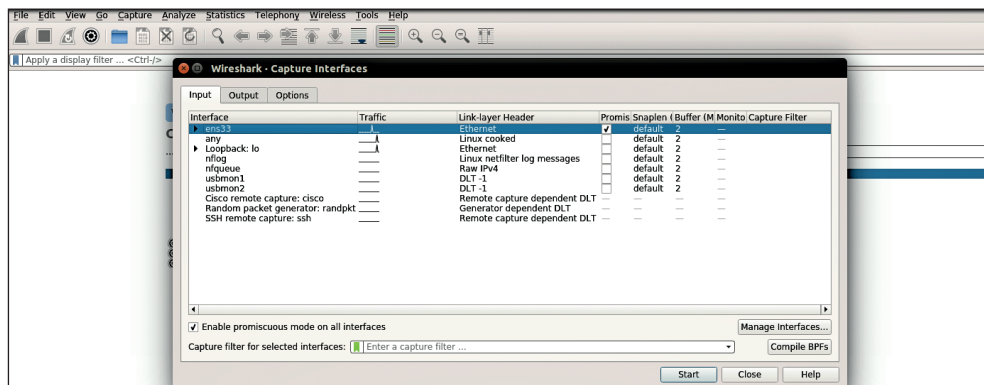 File Edit View Go Capture Analyze Statistics Telephony Wireless Tools Help
Apply a display filter ... <Ctrl-/>
Wireshark · Capture Interfaces
Input Output Options
Interface Traffic Link-layer Header Promis Snaplen ( Buffer (M Monito Capture Filter
ens33 Ethernet default 2 —
any Linux cooked default 2 —
Loopback: lo Ethernet default 2 —
nflog Linux netfilter log messages default 2 —
nfqueue Raw IPv4 default 2 —
usbmon1 DLT -1 default 2 —
usbmon2 DLT -1 default 2 —
Cisco remote capture: cisco Remote capture dependent DLT — — — —
Random packet generator: randpkt Generator dependent DLT — — — —
SSH remote capture: ssh Remote capture dependent DLT — — — —
Enable promiscuous mode on all interfaces
Manage Interfaces...
Capture filter for selected interfaces: Enter a capture filter ... Compile BPFs
Start Close Help